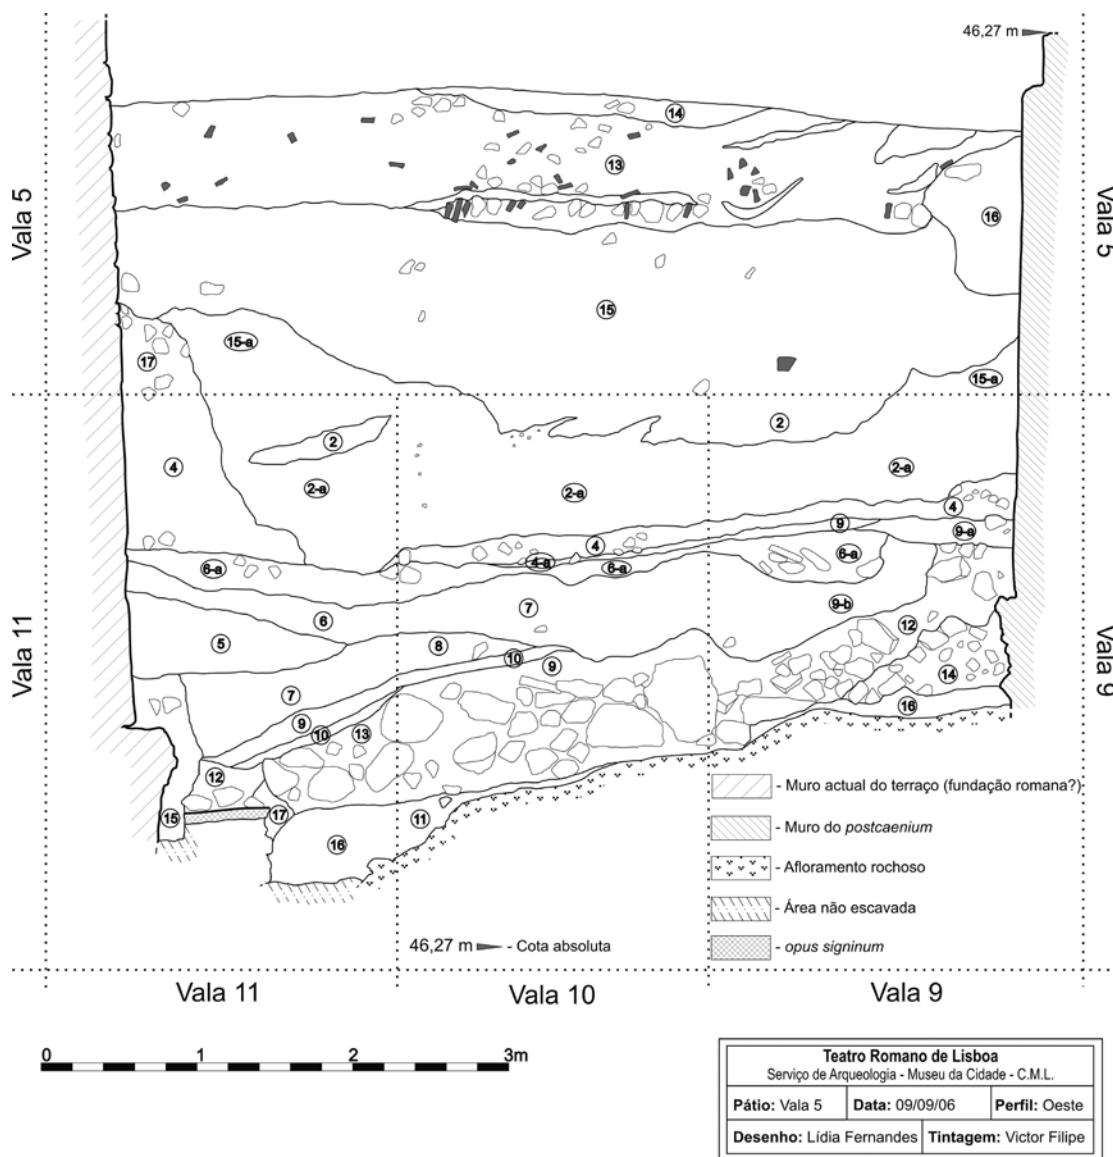 46,27 m
14
13
16
Vala 5
Vala 5
15
15-a
17
15-a
2
2
4
2-a
2-a
2-a
4
9
4
9-a
6-a
4-a
6-a
6-a
7
9-b
6
12
5
8
10
9
14
7
16
9
10
13
12
15
17
11
16
Vala 11
Vala 9
- Muro actual do terraço (fundação romana?)
- Muro do postcaenium
- Afloramento rochoso
- Área não escavada
46,27 m - Cota absoluta
- opus signinum
Vala 11
Vala 10
Vala 9
0 1 2 3m
Teatro Romano de Lisboa
Serviço de Arqueologia - Museu da Cidade - C.M.L.
Pátio: Vala 5 Data: 09/09/06 Perfil: Oeste
Desenho: Lídia Fernandes Tintagem: Victor Filipe